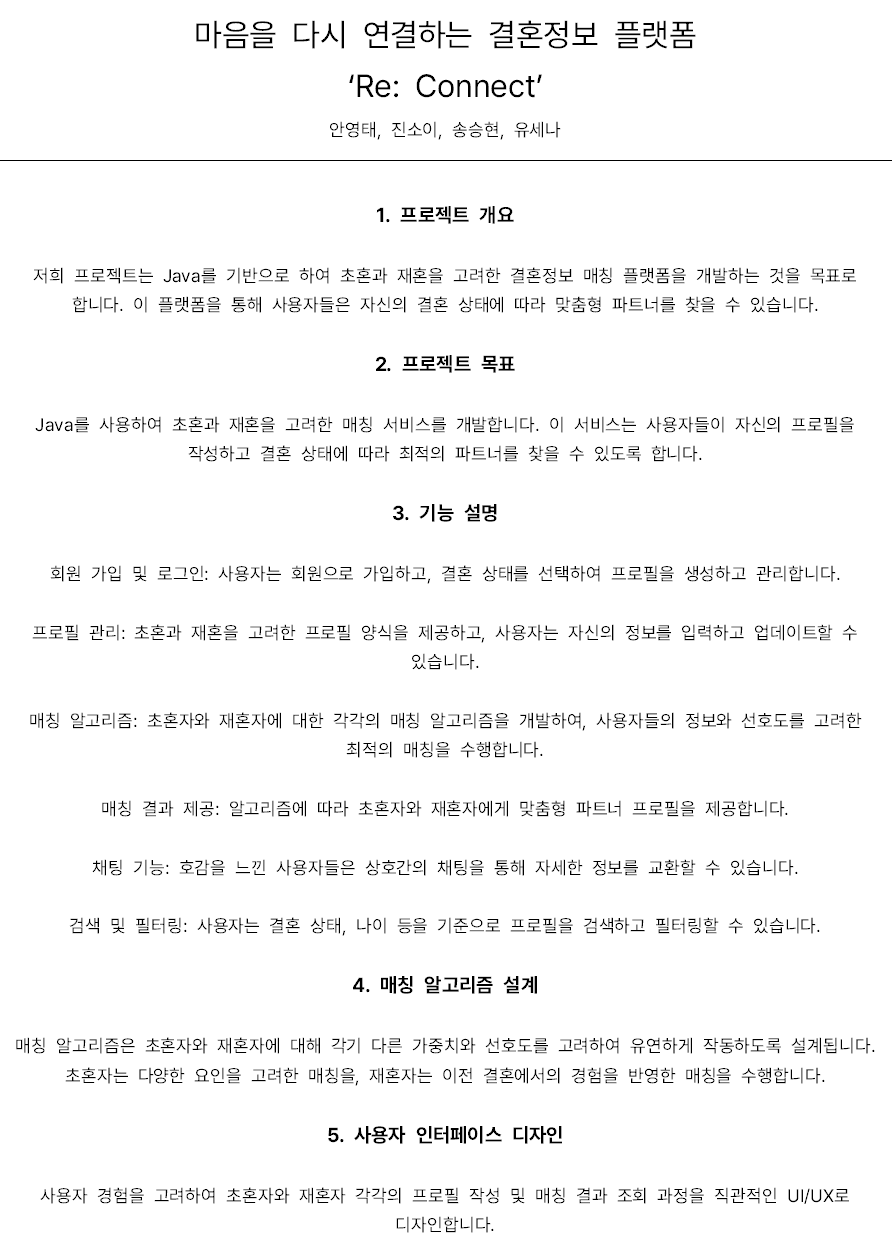 마음을 다시 연결하는 결혼정보 플랫폼
‘Re: Connect’
안영태, 진소이, 송승현, 유세나
1. 프로젝트 개요
저희 프로젝트는 Java를 기반으로 하여 초혼과 재혼을 고려한 결혼정보 매칭 플랫폼을 개발하는 것을 목표로
합니다. 이 플랫폼을 통해 사용자들은 자신의 결혼 상태에 따라 맞춤형 파트너를 찾을 수 있습니다.
2. 프로젝트 목표
Java를 사용하여 초혼과 재혼을 고려한 매칭 서비스를 개발합니다. 이 서비스는 사용자들이 자신의 프로필을
작성하고 결혼 상태에 따라 최적의 파트너를 찾을 수 있도록 합니다.
3. 기능 설명
회원 가입 및 로그인: 사용자는 회원으로 가입하고, 결혼 상태를 선택하여 프로필을 생성하고 관리합니다.
프로필 관리: 초혼과 재혼을 고려한 프로필 양식을 제공하고, 사용자는 자신의 정보를 입력하고 업데이트할 수
있습니다.
매칭 알고리즘: 초혼자와 재혼자에 대한 각각의 매칭 알고리즘을 개발하여, 사용자들의 정보와 선호도를 고려한
최적의 매칭을 수행합니다.
매칭 결과 제공: 알고리즘에 따라 초혼자와 재혼자에게 맞춤형 파트너 프로필을 제공합니다.
채팅 기능: 호감을 느낀 사용자들은 상호간의 채팅을 통해 자세한 정보를 교환할 수 있습니다.
검색 및 필터링: 사용자는 결혼 상태, 나이 등을 기준으로 프로필을 검색하고 필터링할 수 있습니다.
4. 매칭 알고리즘 설계
매칭 알고리즘은 초혼자와 재혼자에 대해 각기 다른 가중치와 선호도를 고려하여 유연하게 작동하도록 설계됩니다.
초혼자는 다양한 요인을 고려한 매칭을, 재혼자는 이전 결혼에서의 경험을 반영한 매칭을 수행합니다.
5. 사용자 인터페이스 디자인
사용자 경험을 고려하여 초혼자와 재혼자 각각의 프로필 작성 및 매칭 결과 조회 과정을 직관적인 UI/UX로
디자인합니다.